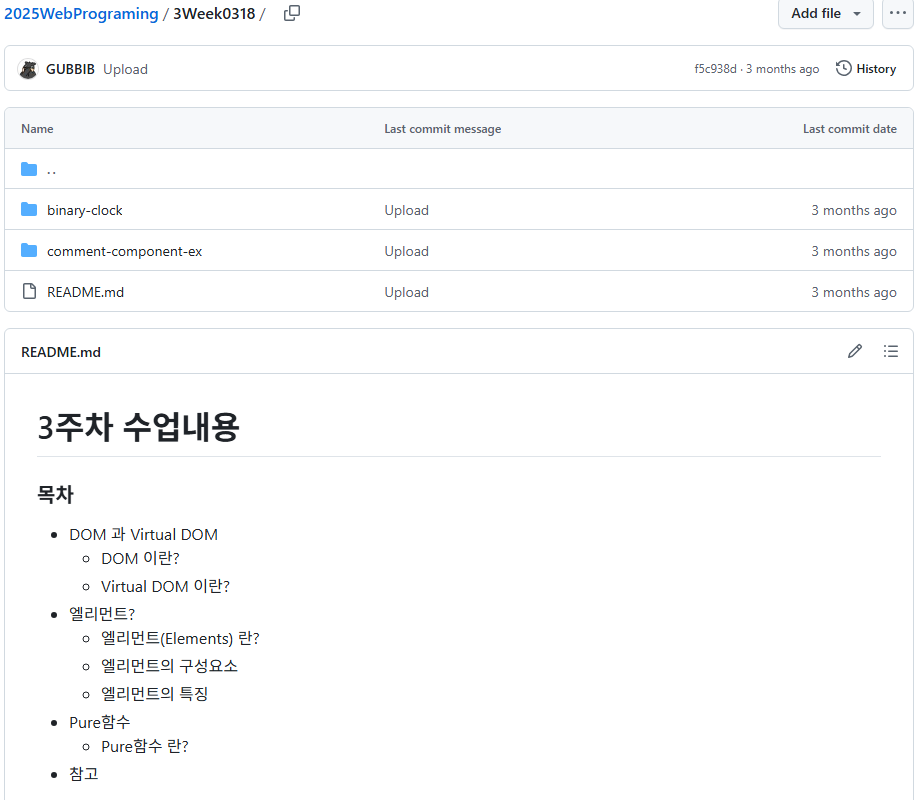 2025WebPrograming / 3Week0318 /
Add file
GUBBIB Upload
f5c938d · 3 months ago
History
Name Last commit message Last commit date
..
binary-clock Upload 3 months ago
comment-component-ex Upload 3 months ago
README.md Upload 3 months ago
README.md
3주차 수업내용
목차
DOM 과 Virtual DOM
DOM 이란?
Virtual DOM 이란?
엘리먼트?
엘리먼트(Elements) 란?
엘리먼트의 구성요소
엘리먼트의 특징
Pure함수
Pure함수 란?
참고